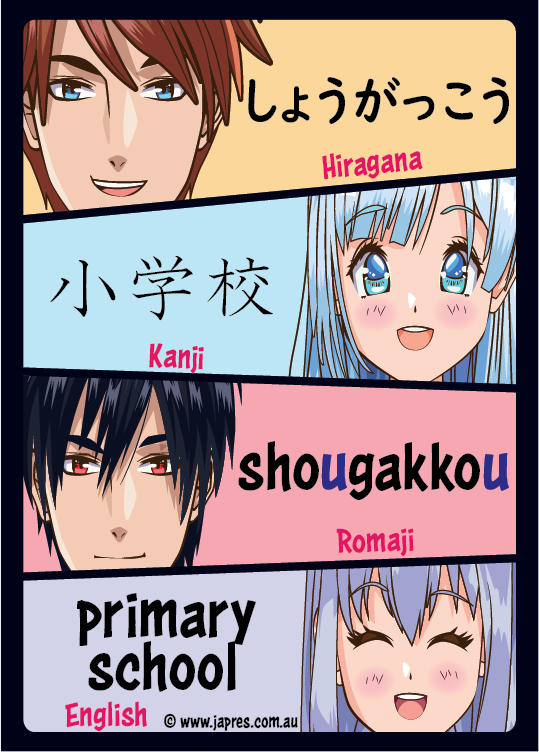 しょうがっこう
Hiragana
小学校
Kanji
shougakkou
Romaji
primary
school
English
© www.japres.com.au